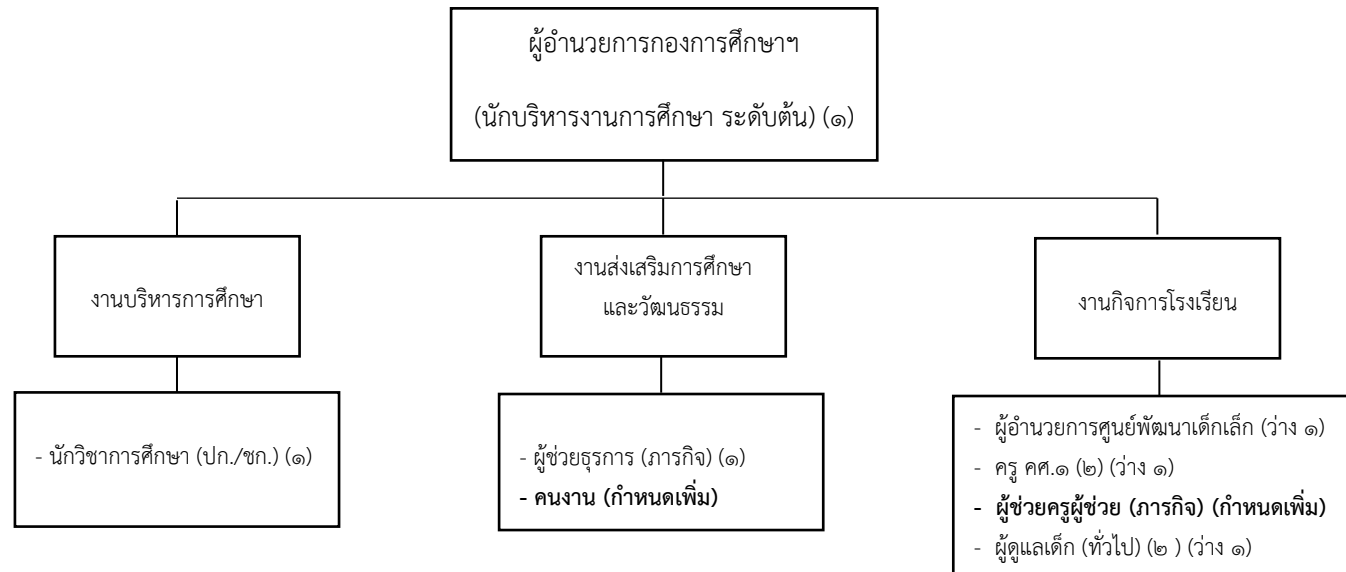 ผู้อำนวยการกองการศึกษาฯ
(นักบริหารงานการศึกษา ระดับต้น) (๑)
งานบริหารการศึกษา
งานส่งเสริมการศึกษา
และวัฒนธรรม
งานกิจการโรงเรียน
- นักวิชาการศึกษา (ปก./ชก.) (๑)
- ผู้ช่วยธุรการ (ภารกิจ) (๑)
- คนงาน (กำหนดเพิ่ม)
- ผู้อำนวยการศูนย์พัฒนาเด็กเล็ก (ว่าง ๑)
- ครู คศ.๑ (๒) (ว่าง ๑)
- ผู้ช่วยครูผู้ช่วย (ภารกิจ) (กำหนดเพิ่ม)
- ผู้ดูแลเด็ก (ทั่วไป) (๒ ) (ว่าง ๑)